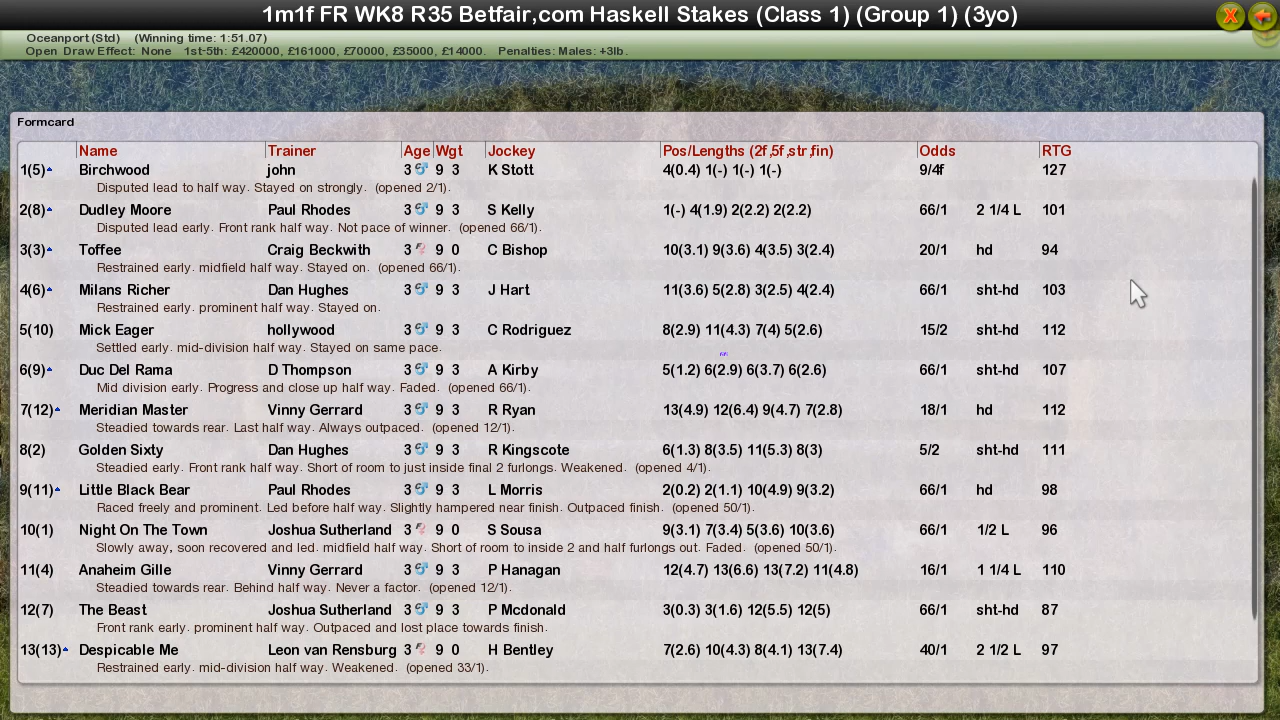 1m1f FR WK8 R35 Betfair,com Haskell Stakes (Class 1) (Group 1) (3yo)
Oceanport(Std) (Winning time: 1:51.07)
Open Draw Effect: None 1st-5th: £420000, £161000, £70000, £35000, £14000. Penalties: Males: +3lb.
Formcard
Name Trainer Age Wgt Jockey Pos/Lengths (2f,5f,str,fin) Odds RTG
1(5) Birchwood john 3 9 3 K Stott 4(0.4) 1(-) 1(-) 1(-) 9/4f 127
Disputed lead to half way. Stayed on strongly. (opened 2/1).
2(8) Dudley Moore Paul Rhodes 3 9 3 S Kelly 1(-) 4(1.9) 2(2.2) 2(2.2) 66/1 2 1/4 L 101
Disputed lead early. Front rank half way. Not pace of winner. (opened 66/1).
3(3) Toffee Craig Beckwith 3 9 0 C Bishop 10(3.1) 9(3.6) 4(3.5) 3(2.4) 20/1 hd 94
Restrained early. midfield half way. Stayed on. (opened 66/1).
4(6) Milans Richer Dan Hughes 3 9 3 J Hart 11(3.6) 5(2.8) 3(2.5) 4(2.4) 66/1 sht-hd 103
Restrained early. prominent half way. Stayed on.
5(10) Mick Eager hollywood 3 9 3 C Rodriguez 8(2.9) 11(4.3) 7(4) 5(2.6) 15/2 sht-hd 112
Settled early. mid-division half way. Stayed on same pace.
6(9) Duc Del Rama D Thompson 3 9 3 A Kirby 5(1.2) 6(2.9) 6(3.7) 6(2.6) 66/1 sht-hd 107
Mid division early. Progress and close up half way. Faded. (opened 66/1).
7(12) Meridian Master Vinny Gerrard 3 9 3 R Ryan 13(4.9) 12(6.4) 9(4.7) 7(2.8) 18/1 hd 112
Steadied towards rear. Last half way. Always outpaced. (opened 12/1).
8(2) Golden Sixty Dan Hughes 3 9 3 R Kingscote 6(1.3) 8(3.5) 11(5.3) 8(3) 5/2 sht-hd 111
Steadied early. Front rank half way. Short of room to just inside final 2 furlongs. Weakened. (opened 4/1).
9(11) Little Black Bear Paul Rhodes 3 9 3 L Morris 2(0.2) 2(1.1) 10(4.9) 9(3.2) 66/1 hd 98
Raced freely and prominent. Led before half way. Slightly hampered near finish. Outpaced finish. (opened 50/1).
10(1) Night On The Town Joshua Sutherland 3 9 0 S Sousa 9(3.1) 7(3.4) 5(3.6) 10(3.6) 66/1 1/2 L 96
Slowly away, soon recovered and led. midfield half way. Short of room to inside 2 and half furlongs out. Faded. (opened 50/1).
11(4) Anaheim Gille Vinny Gerrard 3 9 3 P Hanagan 12(4.7) 13(6.6) 13(7.2) 11(4.8) 16/1 1 1/4 L 110
Steadied towards rear. Behind half way. Never a factor. (opened 12/1).
12(7) The Beast Joshua Sutherland 3 9 3 P Mcdonald 3(0.3) 3(1.6) 12(5.5) 12(5) 66/1 sht-hd 87
Front rank early. prominent half way. Outpaced and lost place towards finish.
13(13) Despicable Me Leon van Rensburg 3 9 0 H Bentley 7(2.6) 10(4.3) 8(4.1) 13(7.4) 40/1 2 1/2 L 97
Restrained early. mid-division half way. Weakened. (opened 33/1).